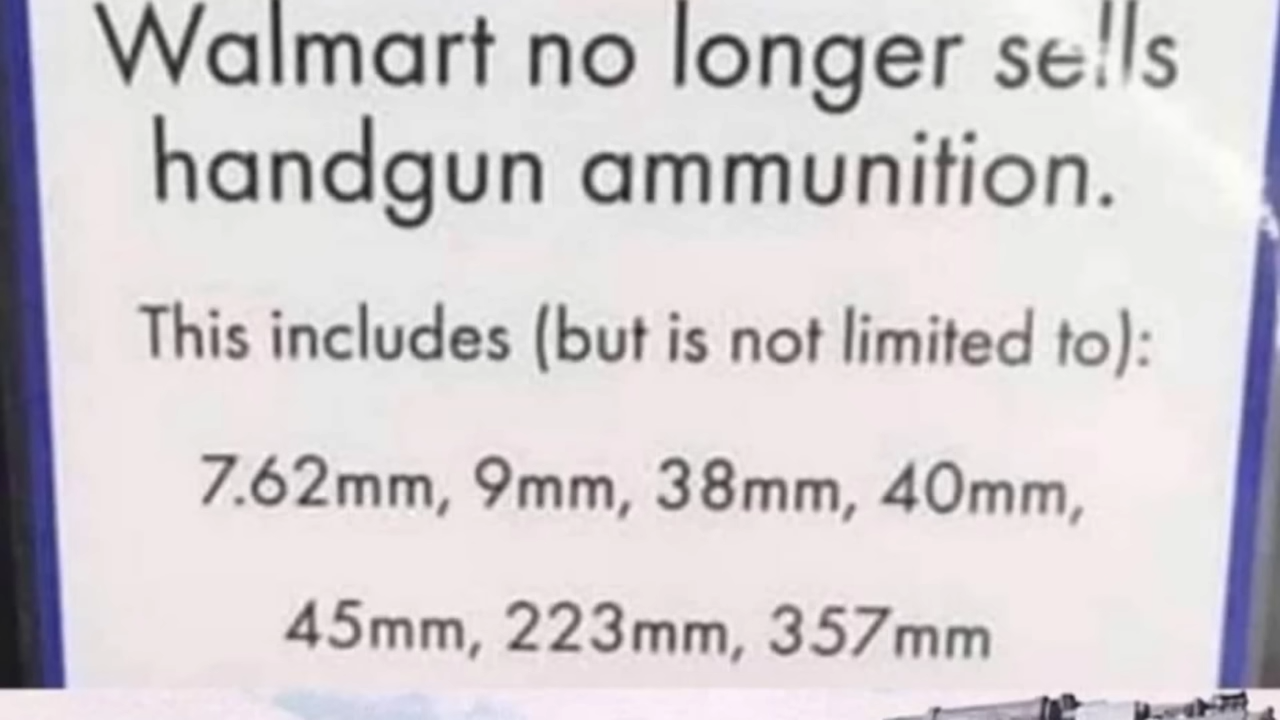 Walmart no longer sells
handgun ammunition.
This includes (but is not limited to):
7.62mm, 9mm, 38mm, 40mm,
45mm, 223mm, 357mm